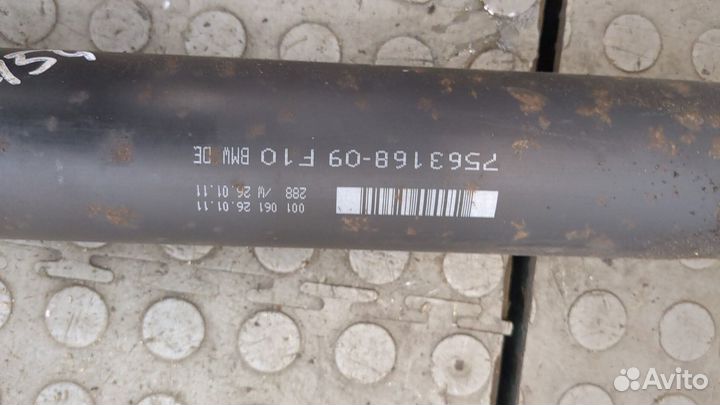 7563168-09 F10 BMW DE
001 061 26.01.11
288 /W 26.01.11
Avito